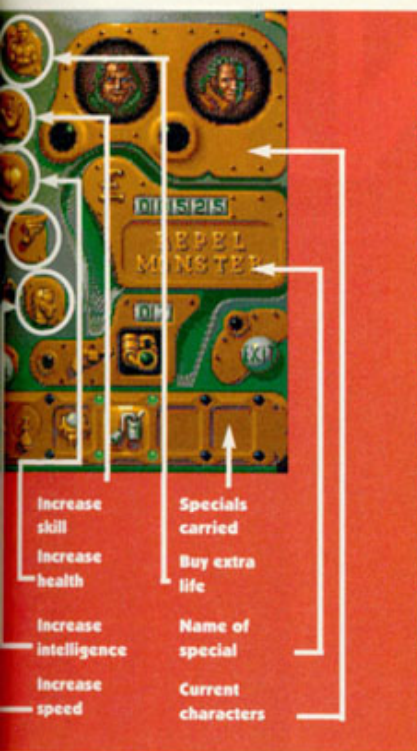 01525
REPEL
MONSTER
EXIT
Increase
skill
Increase
health
Increase
intelligence
Increase
speed
Specials
carried
Buy extra
life
Name of
special
Current
characters